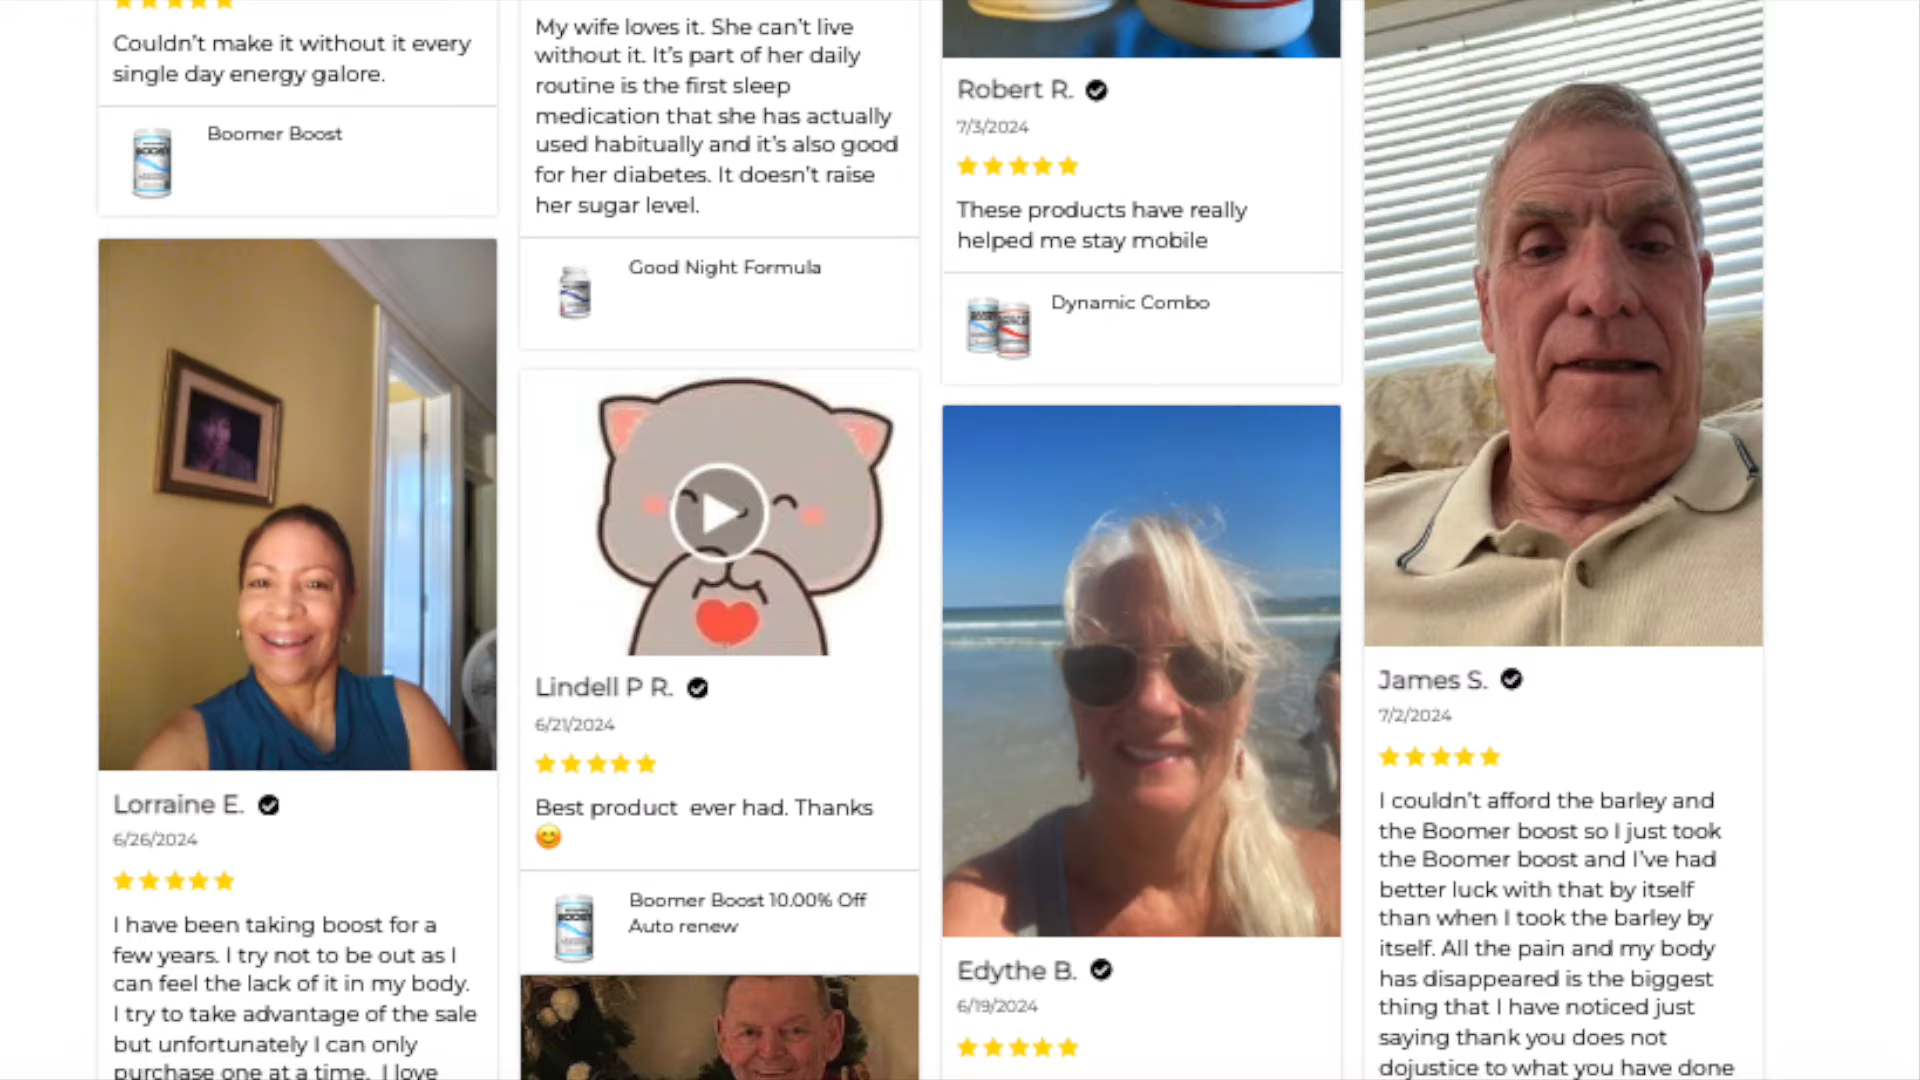 Couldn't make it without it every
single day energy galore.
Boomer Boost
BOOST
Lorraine E.
6/26/2024
I have been taking boost for a
few years. I try not to be out as I
can feel the lack of it in my body.
I try to take advantage of the sale
but unfortunately I can only
purchase one at a time. I love
My wife loves it. She can't live
without it. It's part of her daily
routine is the first sleep
medication that she has actually
used habitually and it's also good
for her diabetes. It doesn't raise
her sugar level.
Good Night Formula
Lindell P R.
6/21/2024
Best product ever had. Thanks
😊
Boomer Boost 10.00% Off
Auto renew
BOOST
Robert R.
7/3/2024
These products have really
helped me stay mobile
Dynamic Combo
BOOST
Edythe B.
6/19/2024
James S.
7/2/2024
I couldn't afford the barley and
the Boomer boost so I just took
the Boomer boost and I've had
better luck with that by itself
than when I took the barley by
itself. All the pain and my body
has disappeared is the biggest
thing that I have noticed just
saying thank you does not
dojustice to what you have done